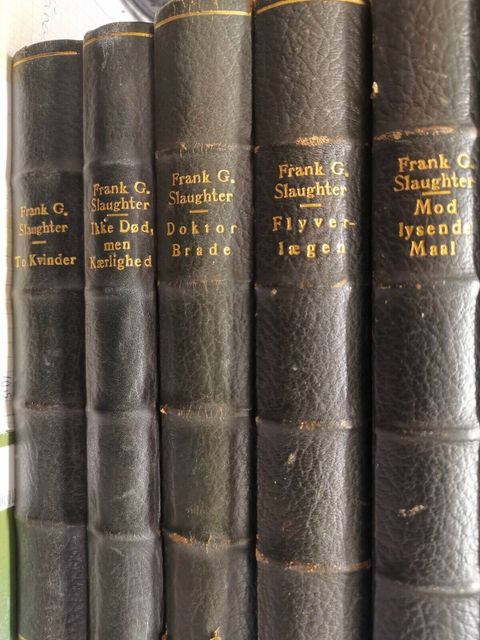 Frank G.
Slaughter
To Kvinder
Frank G.
Slaughter
Ikke Død,
men
Kærlighed
Frank G.
Slaughter
Doktor
Brade
Frank G.
Slaughter
Flyver-
lægen
Frank G.
Slaughter
Mod
lysende
Maal